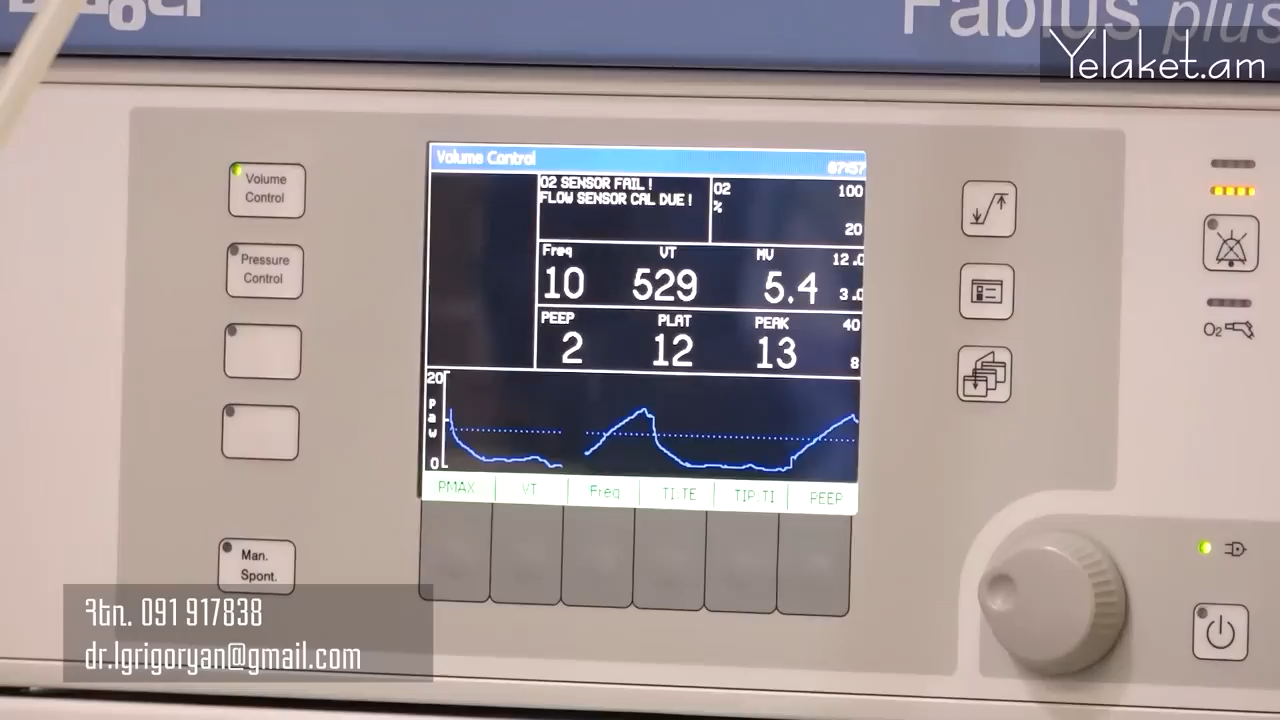 Dräger
Fabius plus
Yelaket.am
Volume Control
07:57
O2 SENSOR FAIL !
FLOW SENSOR CAL DUE !
O2
%
100
20
Freq
VT
MV
12.0
10
529
5.4
3.0
PEEP
PLAT
PEAK
40
2
12
13
8
20
Paw
0
PMAX
VT
Freq
TI:TE
TIP:TI
PEEP
Volume
Control
Pressure
Control
Man.
Spont.
O2
Հեռ. 091 917838
dr.lgrigoryan@gmail.com